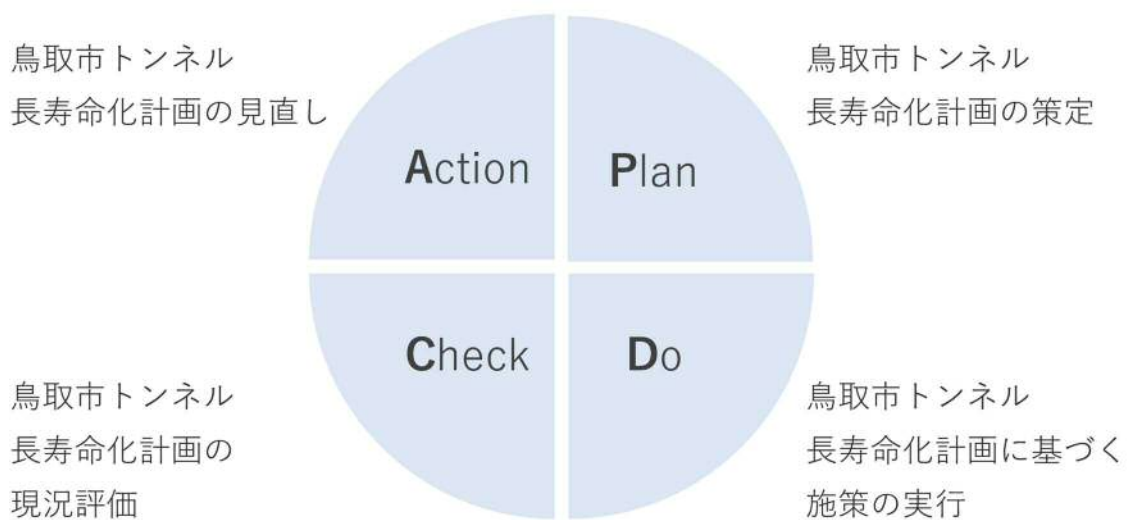 鳥取市トンネル
長寿命化計画の見直し
Action
Plan
鳥取市トンネル
長寿命化計画の策定
鳥取市トンネル
長寿命化計画の
現況評価
Check
Do
鳥取市トンネル
長寿命化計画に基づく
施策の実行